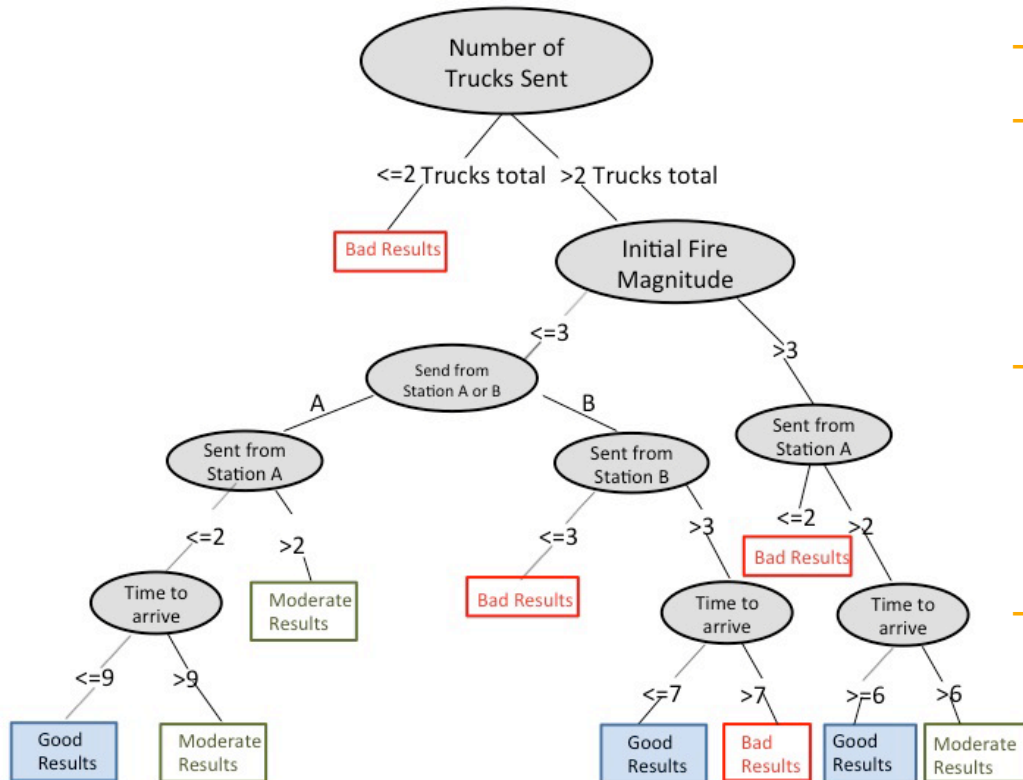 Number of
Trucks Sent
<=2 Trucks total
>2 Trucks total
Bad Results
Initial Fire
Magnitude
<=3
>3
Send from
Station A or B
A
B
Sent from
Station A
Sent from
Station B
Sent from
Station A
<=2
>2
<=3
>3
<=2
>2
Bad Results
Time to
arrive
Moderate
Results
Bad Results
Time to
arrive
Time to
arrive
<=9
>9
<=7
>7
>=6
>6
Good
Results
Moderate
Results
Good
Results
Bad
Results
Good
Results
Moderate
Results